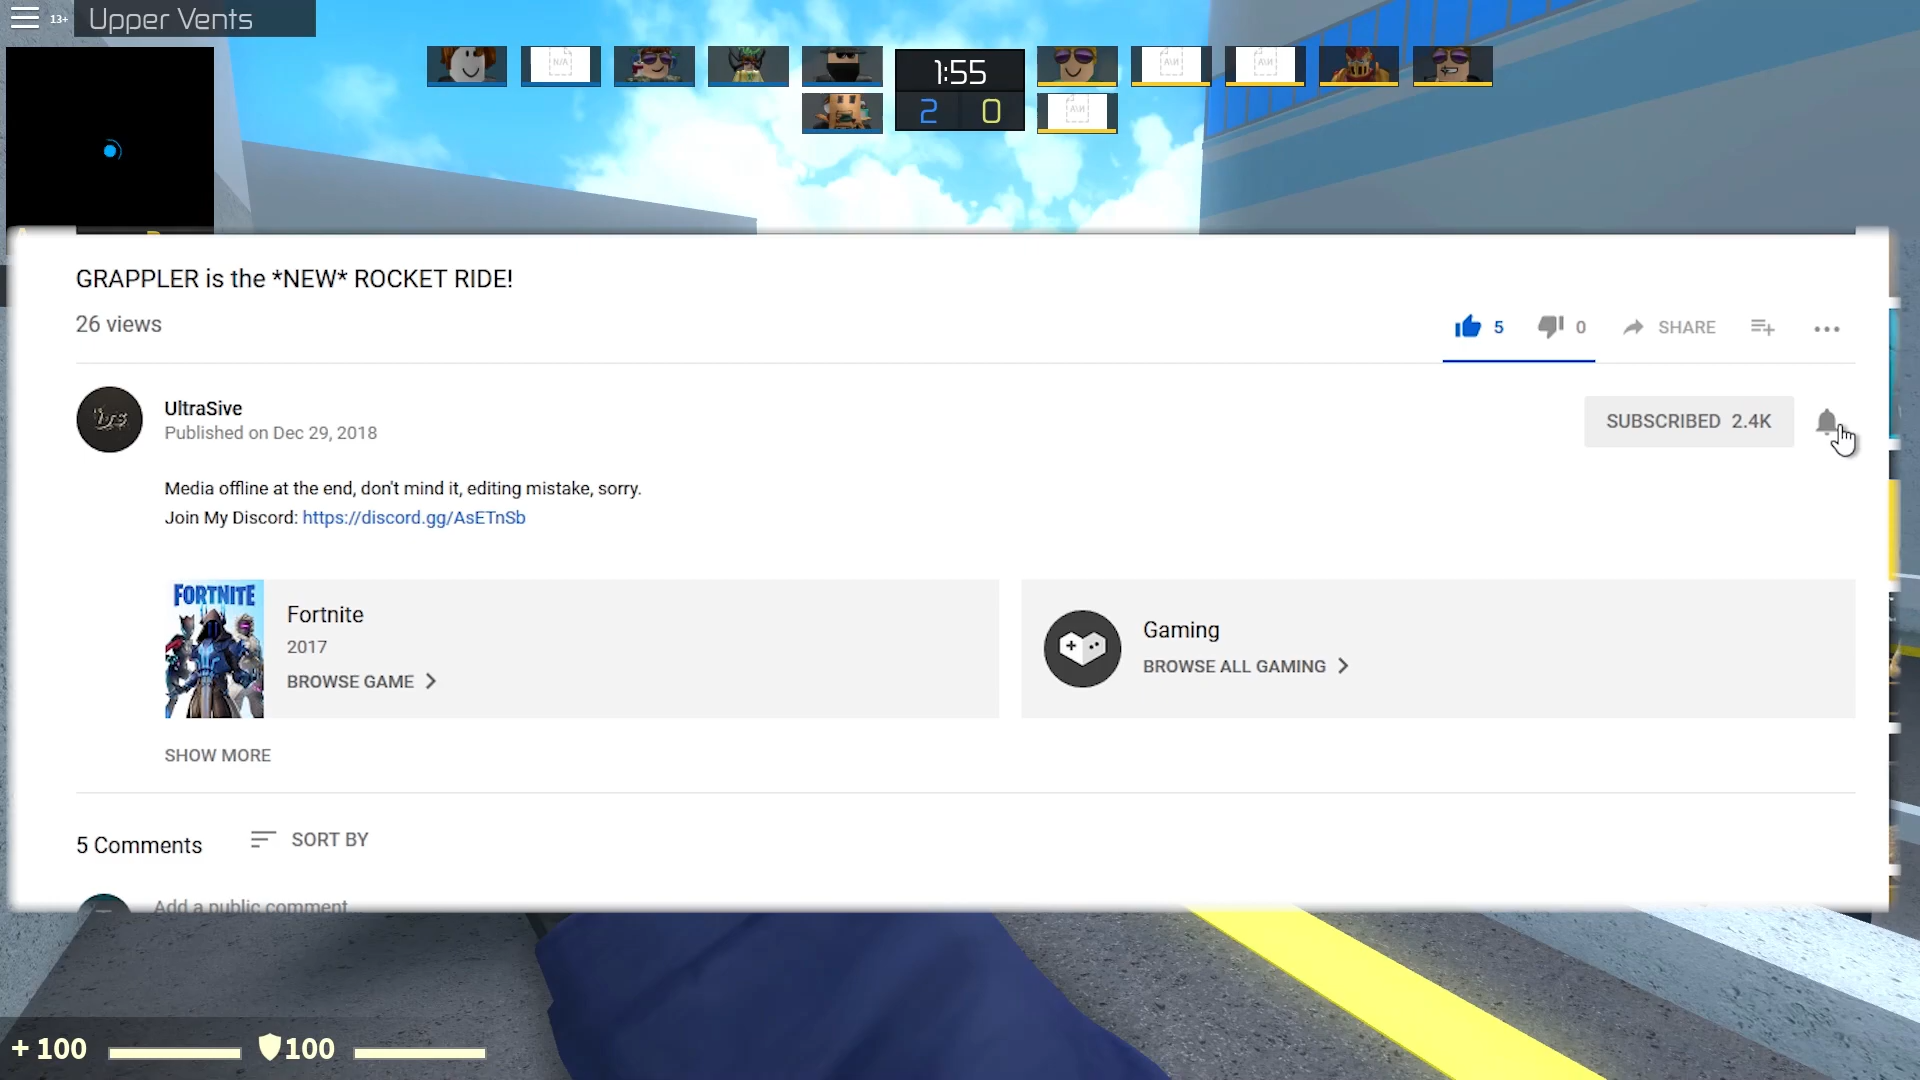 13+
Upper Vents
N/A
N/A
N/A
1:55
2 0
N/A
GRAPPLER is the *NEW* ROCKET RIDE!
26 views
5 0 SHARE
UltraSive
Published on Dec 29, 2018
SUBSCRIBED 2.4K
Media offline at the end, don't mind it, editing mistake, sorry.
Join My Discord: https://discord.gg/AsETnSb
FORTNITE
Fortnite
2017
BROWSE GAME
Gaming
BROWSE ALL GAMING
SHOW MORE
5 Comments SORT BY
Add a public comment...
+ 100 100